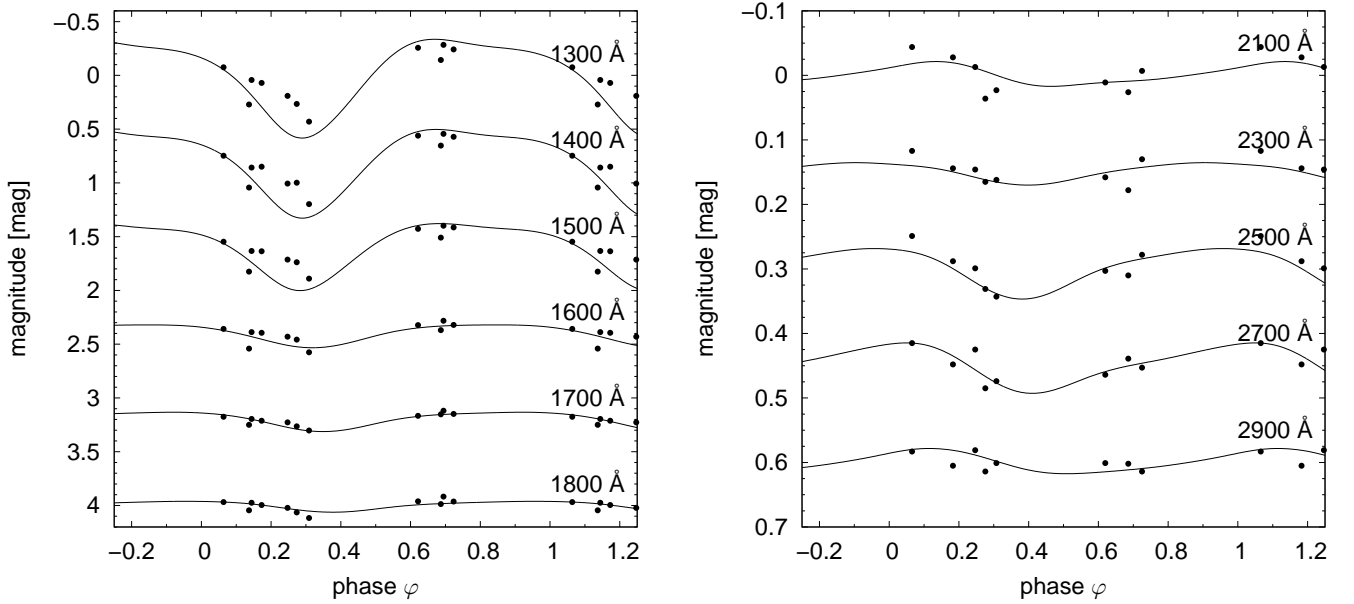 −0.5
0
0.5
1
1.5
2
2.5
3
3.5
4
−0.2 0 0.2 0.4 0.6 0.8 1 1.2
magnitude [mag]
phase φ
1300 Å
1400 Å
1500 Å
1600 Å
1700 Å
1800 Å
−0.1
0
0.1
0.2
0.3
0.4
0.5
0.6
0.7
−0.2 0 0.2 0.4 0.6 0.8 1 1.2
magnitude [mag]
phase φ
2100 Å
2300 Å
2500 Å
2700 Å
2900 Å